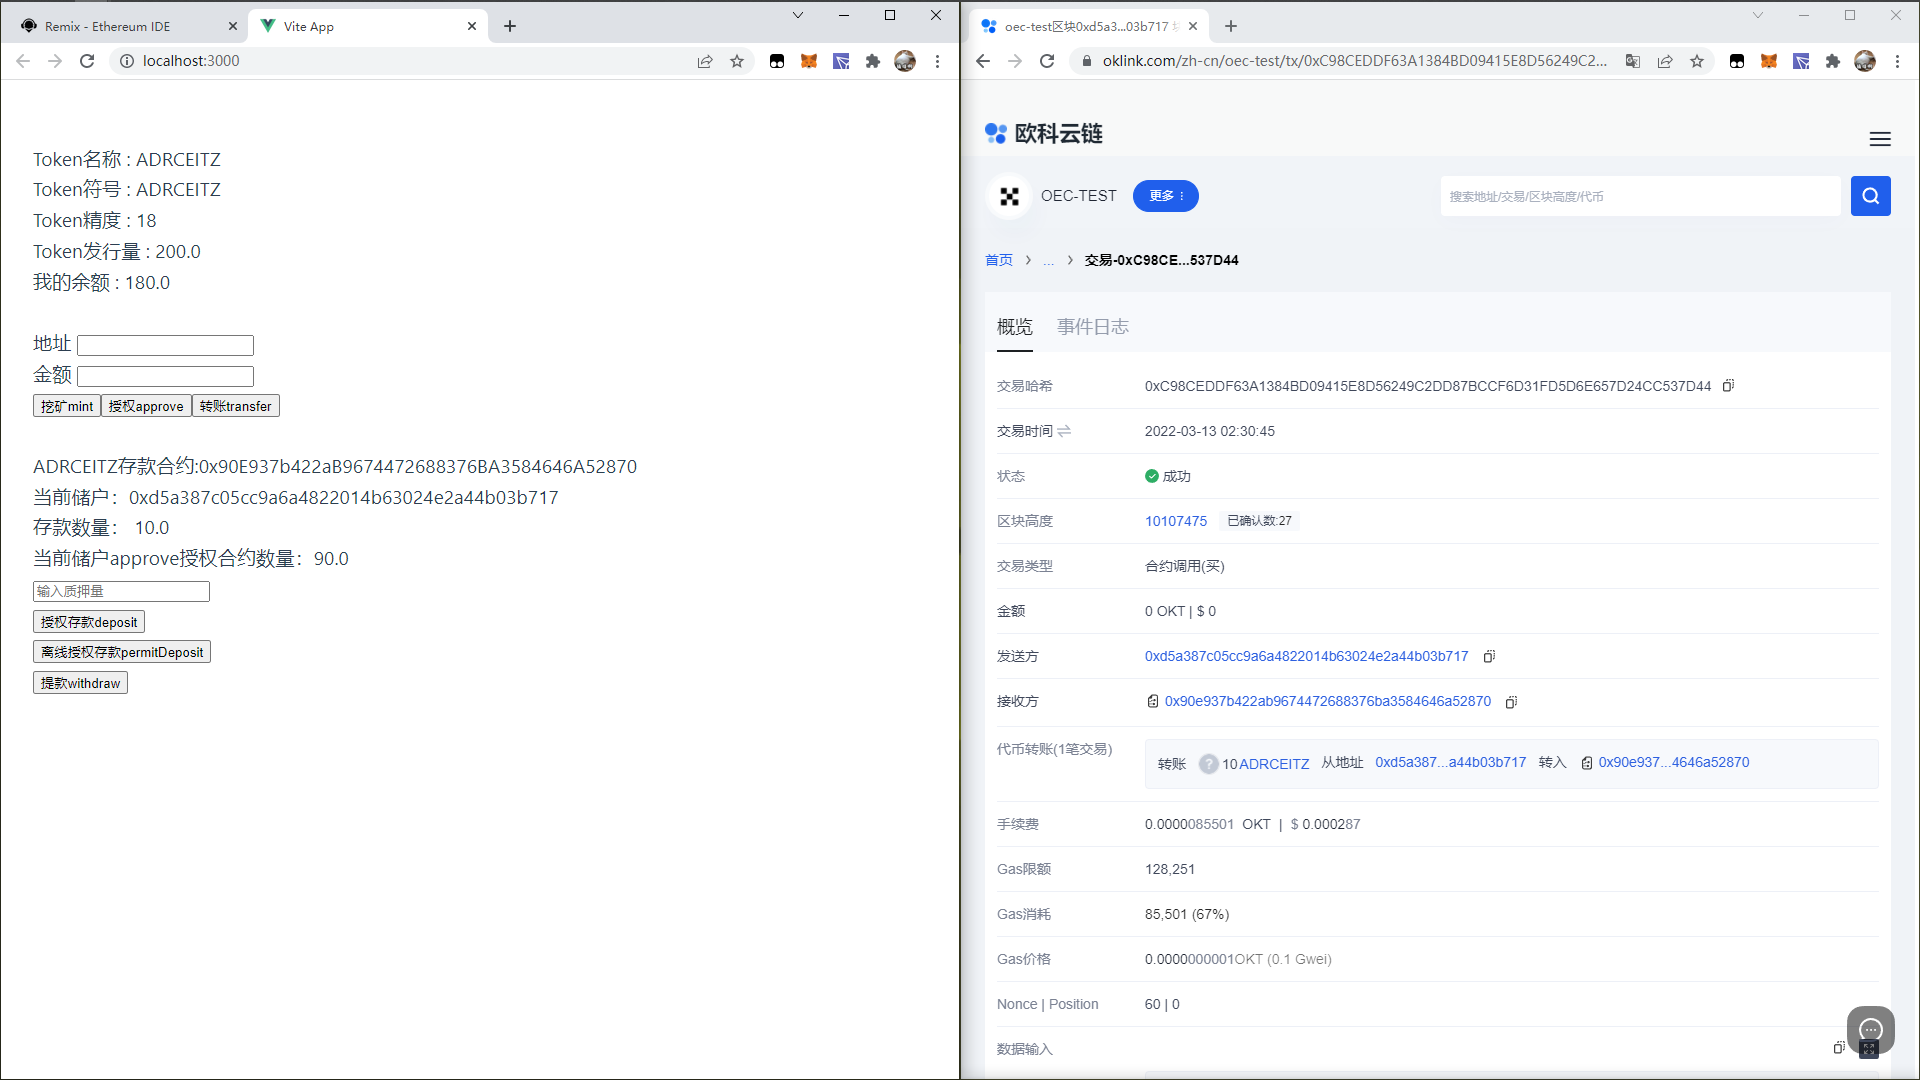 Remix - Ethereum IDE
Vite App
localhost:3000
Token名称 : ADRCEITZ
Token符号 : ADRCEITZ
Token精度 : 18
Token发行量 : 200.0
我的余额 : 180.0
地址
金额
挖矿mint 授权approve 转账transfer
ADRCEITZ存款合约:0x90E937b422aB9674472688376BA3584646A52870
当前储户：0xd5a387c05cc9a6a4822014b63024e2a44b03b717
存款数量： 10.0
当前储户approve授权合约数量：90.0
输入质押量
授权存款deposit
离线授权存款permitDeposit
提款withdraw
oec-test区块0xd5a3...03b717
oklink.com/zh-cn/oec-test/tx/0xC98CEDDF63A1384BD09415E8D56249C2...
欧科云链
OEC-TEST 更多
搜索地址/交易/区块高度/代币
首页 > ... > 交易-0xC98CE...537D44
概览 事件日志
交易哈希 0xC98CEDDF63A1384BD09415E8D56249C2DD87BCCF6D31FD5D6E657D24CC537D44
交易时间 2022-03-13 02:30:45
状态 成功
区块高度 10107475 已确认数:27
交易类型 合约调用(买)
金额 0 OKT | $ 0
发送方 0xd5a387c05cc9a6a4822014b63024e2a44b03b717
接收方 0x90e937b422ab9674472688376ba3584646a52870
代币转账(1笔交易) 转账 ? 10 ADRCEITZ 从地址 0xd5a387...a44b03b717 转入 0x90e937...4646a52870
手续费 0.0000085501 OKT | $ 0.000287
Gas限额 128,251
Gas消耗 85,501 (67%)
Gas价格 0.0000000001OKT (0.1 Gwei)
Nonce | Position 60 | 0
数据输入